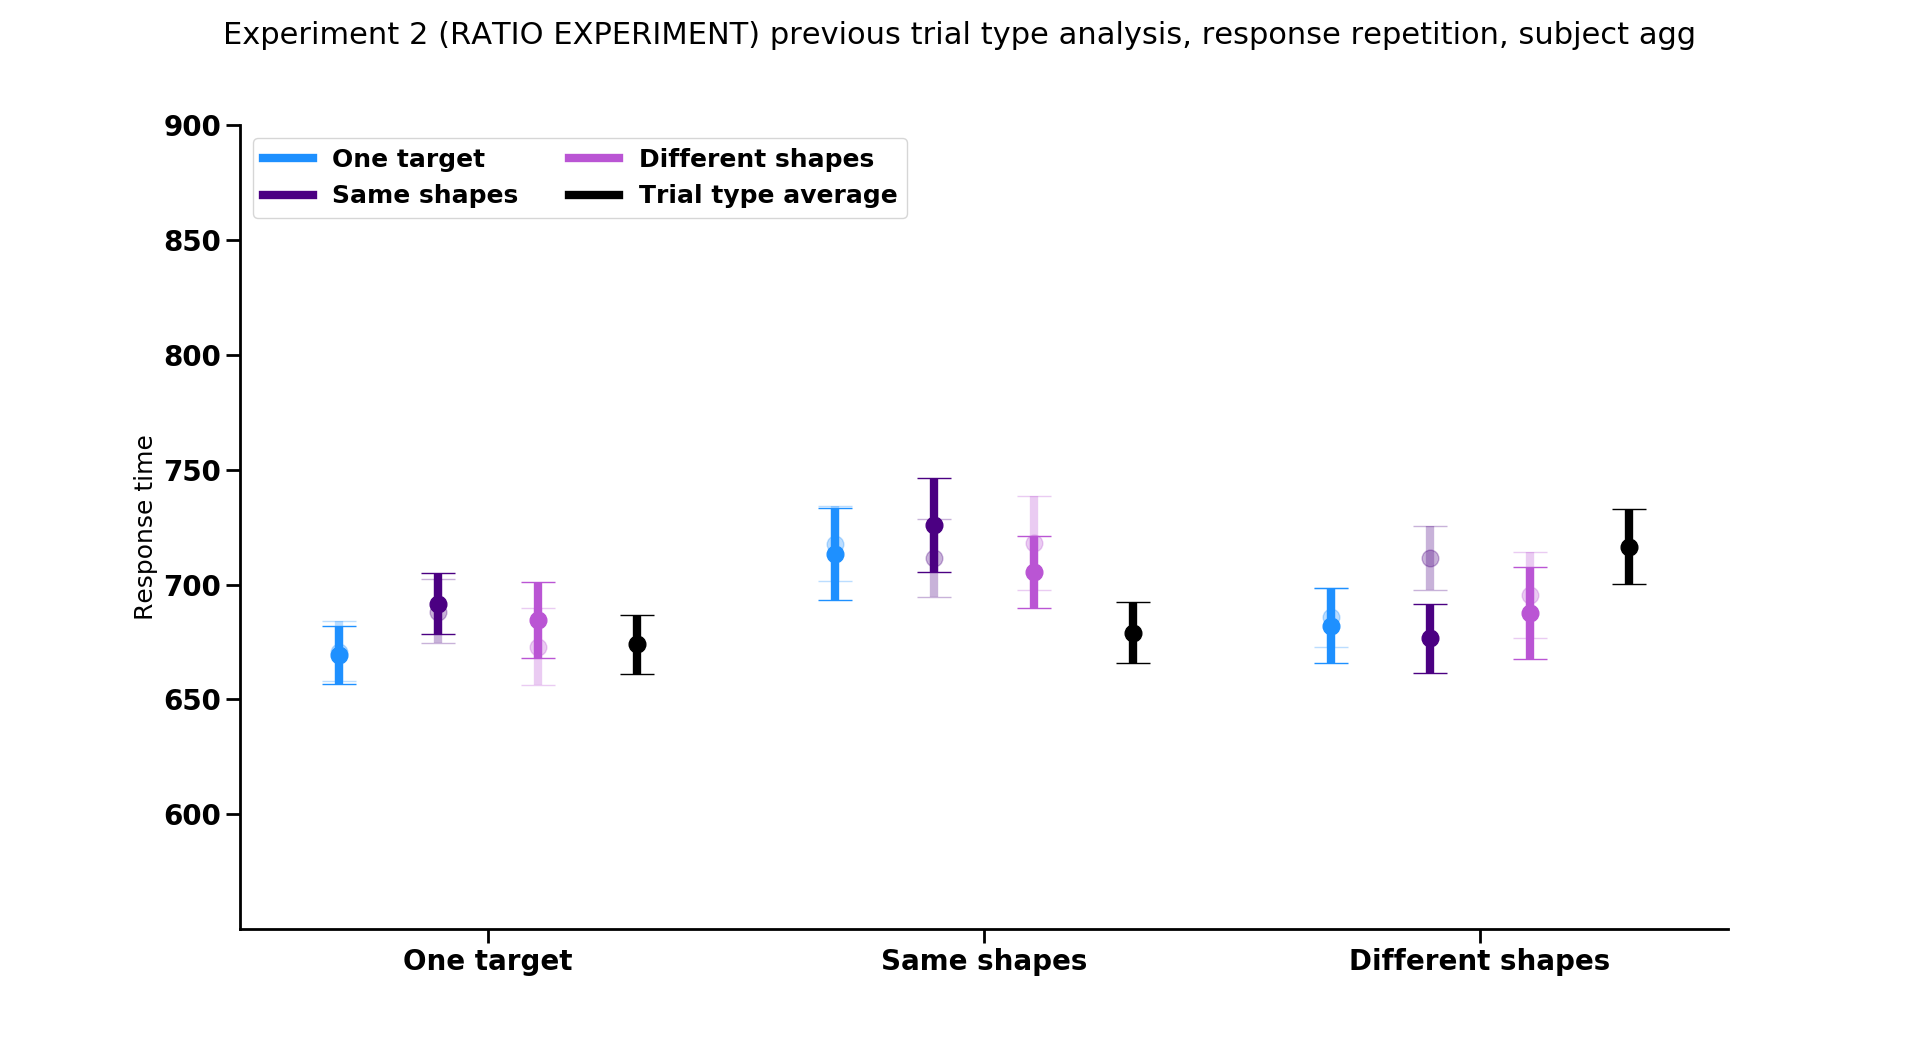 Experiment 2 (RATIO EXPERIMENT) previous trial type analysis, response repetition, subject agg
900
850
800
750
700
650
600
Response time
One target
Same shapes
Different shapes
Trial type average
One target
Same shapes
Different shapes